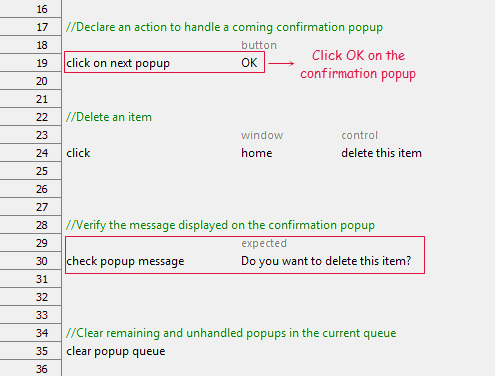 16
17 //Declare an action to handle a coming confirmation popup
18 button
19 click on next popup OK Click OK on the
20 confirmation popup
21
22 //Delete an item
23 window control
24 click home delete this item
25
26
27
28 //Verify the message displayed on the confirmation popup
29 expected
30 check popup message Do you want to delete this item?
31
32
33
34 //Clear remaining and unhandled popups in the current queue
35 clear popup queue
36